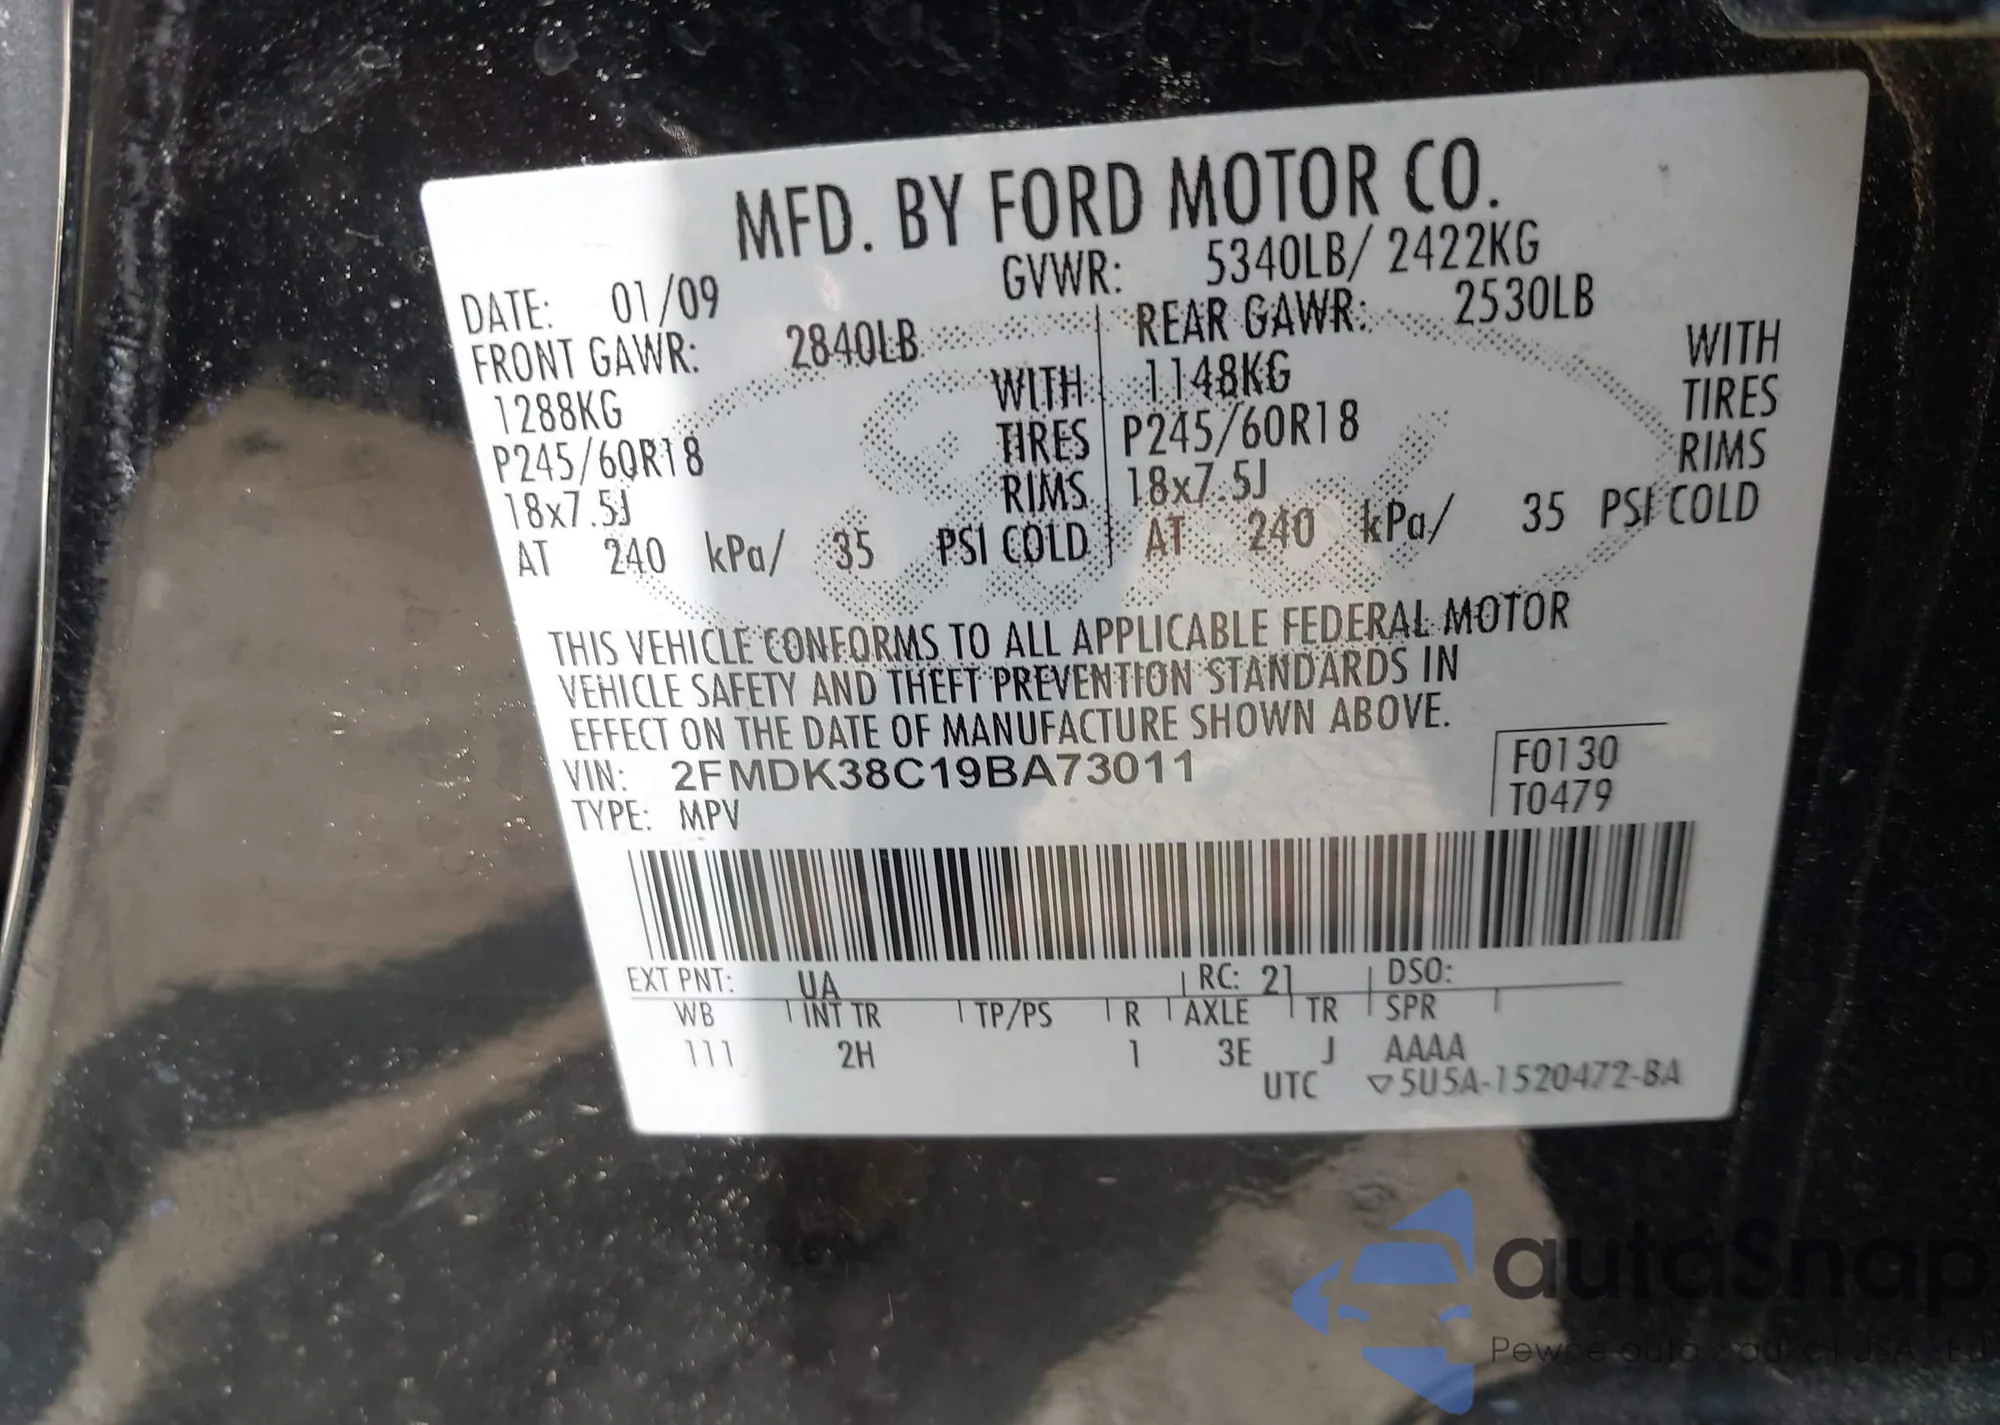 MFD. BY FORD MOTOR CO.
DATE: 01/09 GVWR: 5340LB/ 2422KG
FRONT GAWR: 2840LB REAR GAWR: 2530LB
1288KG WITH 1148KG WITH
P245/60R18 TIRES P245/60R18 TIRES
18x7.5J RIMS 18x7.5J RIMS
AT 240 kPa/ 35 PSI COLD AT 240 kPa/ 35 PSI COLD
THIS VEHICLE CONFORMS TO ALL APPLICABLE FEDERAL MOTOR
VEHICLE SAFETY AND THEFT PREVENTION STANDARDS IN
EFFECT ON THE DATE OF MANUFACTURE SHOWN ABOVE.
VIN: 2FMDK38C19BA73011 F0130
TYPE: MPV T0479
EXT PNT: UA RC: 21 DSO:
WB INT TR TP/PS R AXLE TR SPR
111 2H 1 3E J AAAA
UTC ▽5U5A-1520472-BA
autaSnap
Pewne auta z